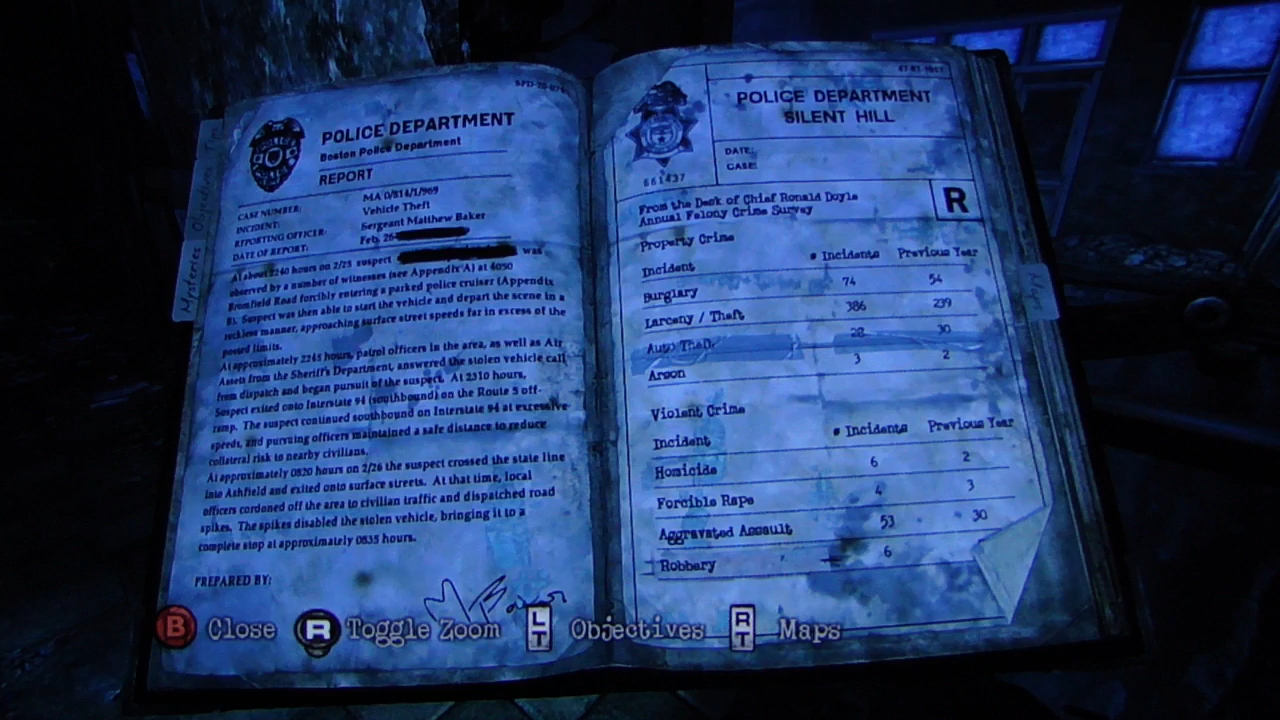 POLICE DEPARTMENT
Boston Police Department
REPORT
CASE NUMBER: MA 0/814/1/969
INCIDENT: Vehicle Theft
REPORTING OFFICER: Sergeant Matthew Baker
DATE OF REPORT: Feb. 26
At about 2240 hours on 2/25 suspect was
observed by a number of witnesses (see Appendix A) at 4050
Bromfield Road forcibly entering a parked police cruiser (Appendix
B). Suspect was then able to start the vehicle and depart the scene in a
reckless manner, approaching surface street speeds far in excess of the
posted limits.
At approximately 2245 hours, patrol officers in the area, as well as Air
Assets from the Sheriff's Department, answered the stolen vehicle call
from dispatch and began pursuit of the suspect. At 2310 hours,
Suspect exited onto Interstate 94 (southbound) on the Route 5 off-
ramp. The suspect continued southbound on Interstate 94 at excessive
speeds, and pursuing officers maintained a safe distance to reduce
collateral risk to nearby civilians.
At approximately 0820 hours on 2/26 the suspect crossed the state line
into Ashfield and exited onto surface streets. At that time, local
officers cordoned off the area to civilian traffic and dispatched road
spikes. The spikes disabled the stolen vehicle, bringing it to a
complete stop at approximately 0835 hours.
PREPARED BY:
Mysteries
Objectives
POLICE DEPARTMENT
SILENT HILL
DATE:
CASE:
661437
From the Desk of Chief Ronald Doyle
Annual Felony Crime Survey
R
Property Crime
Incident # Incidents Previous Year
Burglary 74 54
Larceny / Theft 386 239
Auto Theft 28 30
Arson 3 2
Violent Crime
Incident # Incidents Previous Year
Homicide 6 2
Forcible Rape 4 3
Aggravated Assault 53 30
Robbery 6
Maps
B Close R Toggle Zoom LT Objectives RT Maps